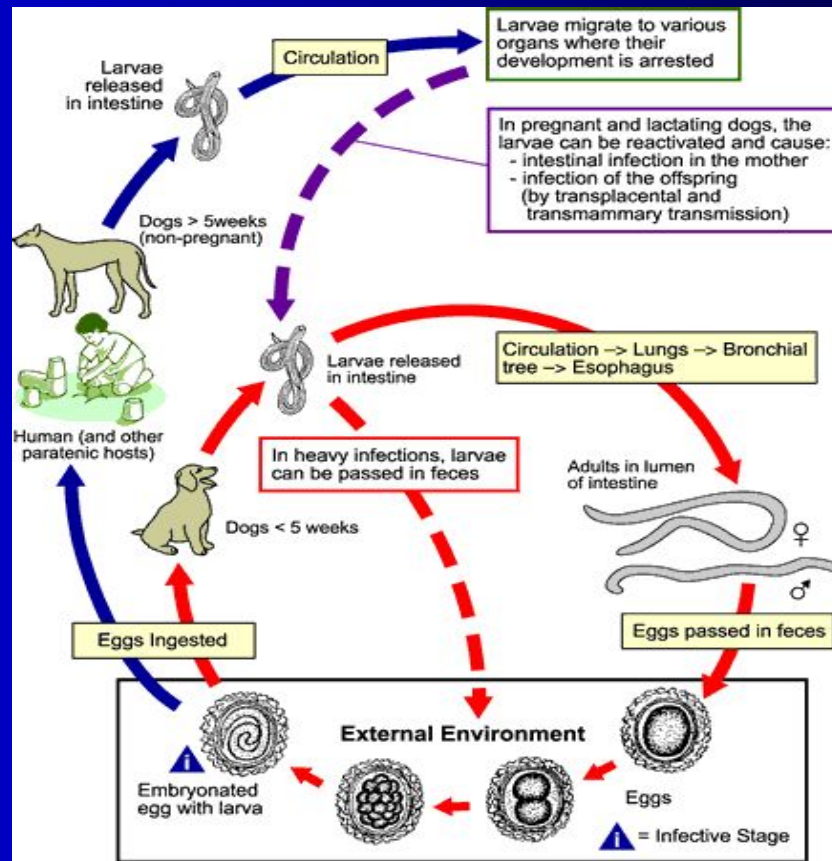 Larvae
released
in intestine
Circulation
Larvae migrate to various
organs where their
development is arrested
In pregnant and lactating dogs, the
larvae can be reactivated and cause:
- intestinal infection in the mother
- infection of the offspring
(by transplacental and
transmammary transmission)
Dogs > 5weeks
(non-pregnant)
Larvae released
in intestine
Circulation –> Lungs –> Bronchial
tree –> Esophagus
Human (and other
paratenic hosts)
In heavy infections, larvae
can be passed in feces
Adults in lumen
of intestine
♀
♂
Dogs < 5 weeks
Eggs Ingested
Eggs passed in feces
External Environment
i
Embryonated
egg with larva
Eggs
i = Infective Stage